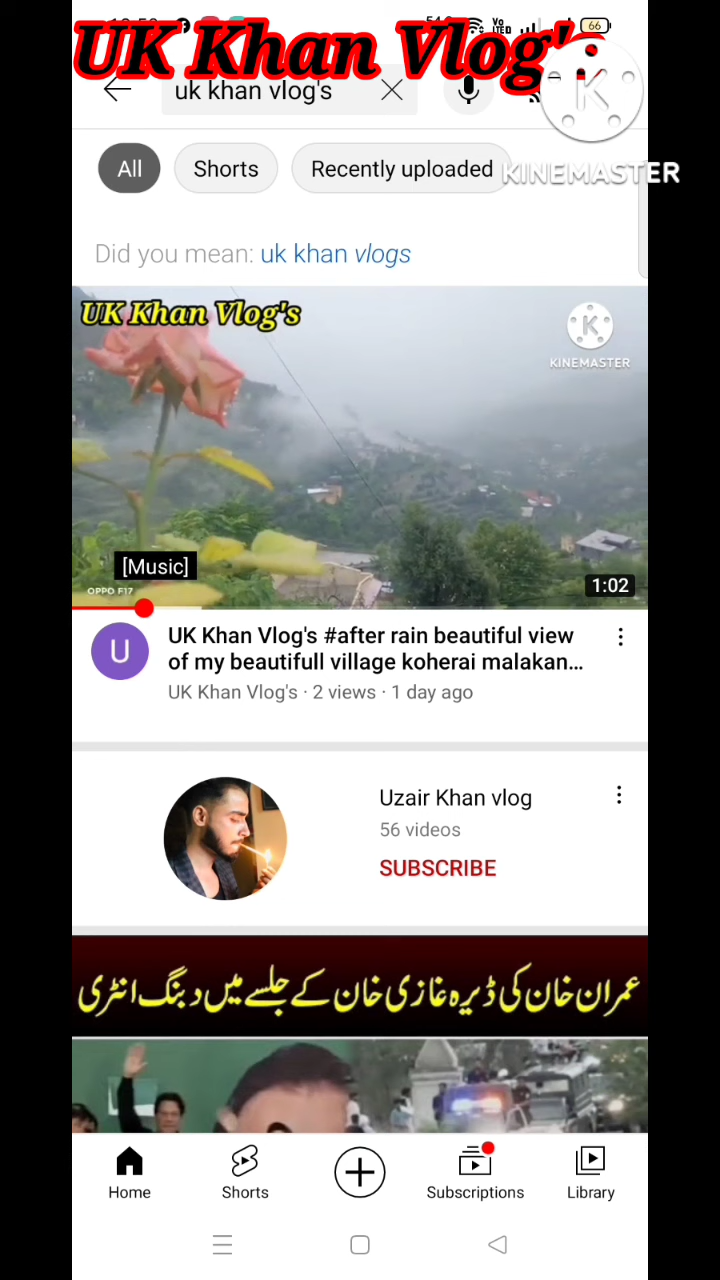 UK Khan Vlog's
66
uk khan vlog's
KINEMASTER
All
Shorts
Recently uploaded
Did you mean: uk khan vlogs
UK Khan Vlog's
KINEMASTER
[Music]
OPPO F17
1:02
U
UK Khan Vlog's #after rain beautiful view
of my beautifull village koherai malakan...
UK Khan Vlog's · 2 views · 1 day ago
Uzair Khan vlog
56 videos
SUBSCRIBE
عمران خان کی ڈیرہ غازی خان کے جلسے میں دبنگ انٹری
Home
Shorts
Subscriptions
Library